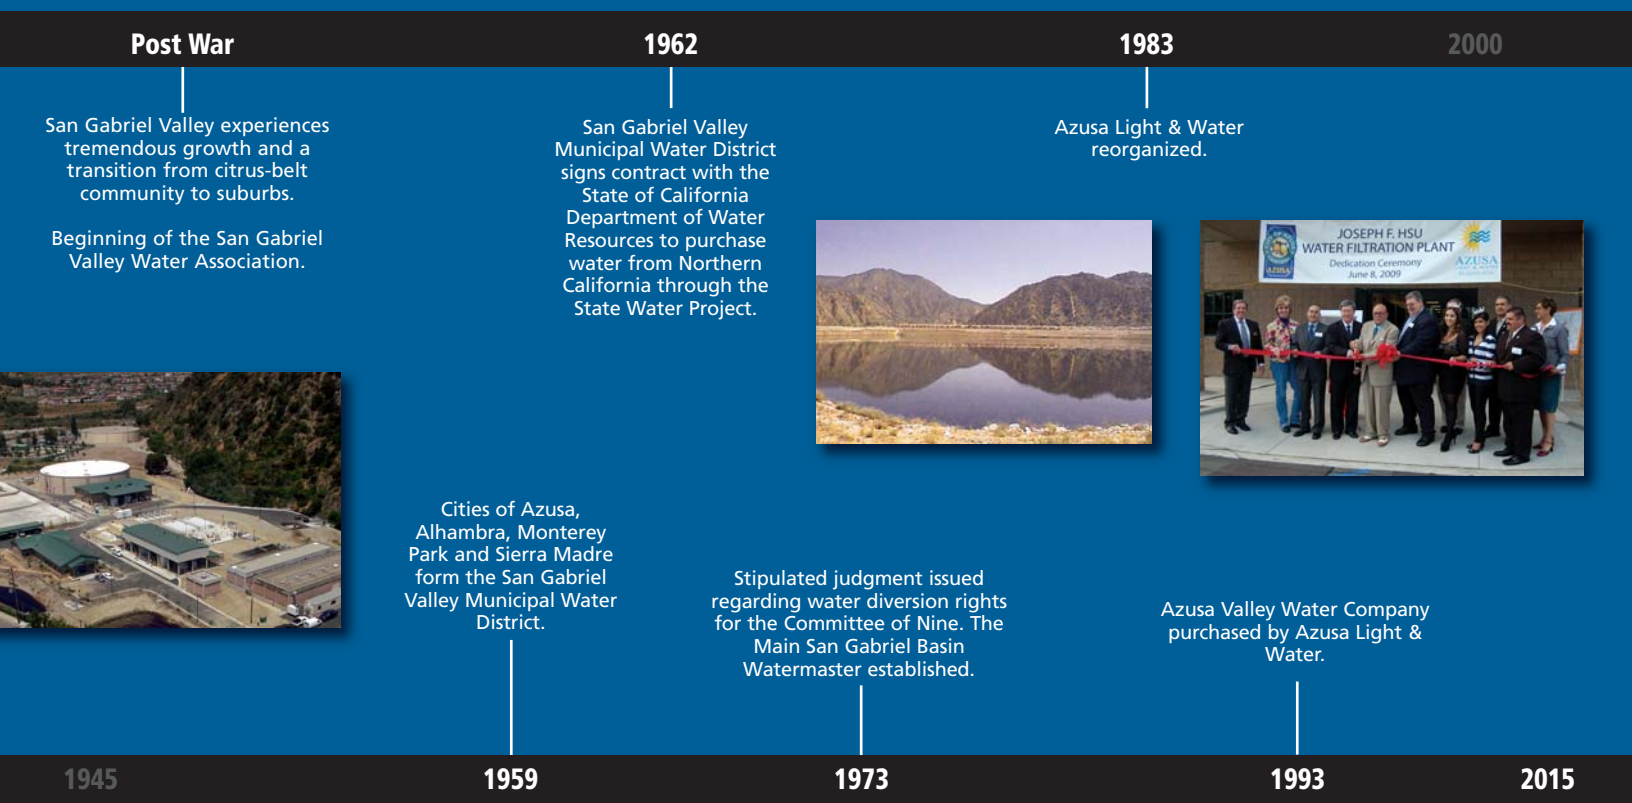 Post War
1962
1983
2000
San Gabriel Valley experiences
tremendous growth and a
transition from citrus-belt
community to suburbs.
Beginning of the San Gabriel
Valley Water Association.
San Gabriel Valley
Municipal Water District
signs contract with the
State of California
Department of Water
Resources to purchase
water from Northern
California through the
State Water Project.
Azusa Light & Water
reorganized.
JOSEPH F. HSU
WATER FILTRATION PLANT
Dedication Ceremony
June 8, 2009
AZUSA
AZUSA
LIGHT & WATER
Cities of Azusa,
Alhambra, Monterey
Park and Sierra Madre
form the San Gabriel
Valley Municipal Water
District.
Stipulated judgment issued
regarding water diversion rights
for the Committee of Nine. The
Main San Gabriel Basin
Watermaster established.
Azusa Valley Water Company
purchased by Azusa Light &
Water.
1945
1959
1973
1993
2015